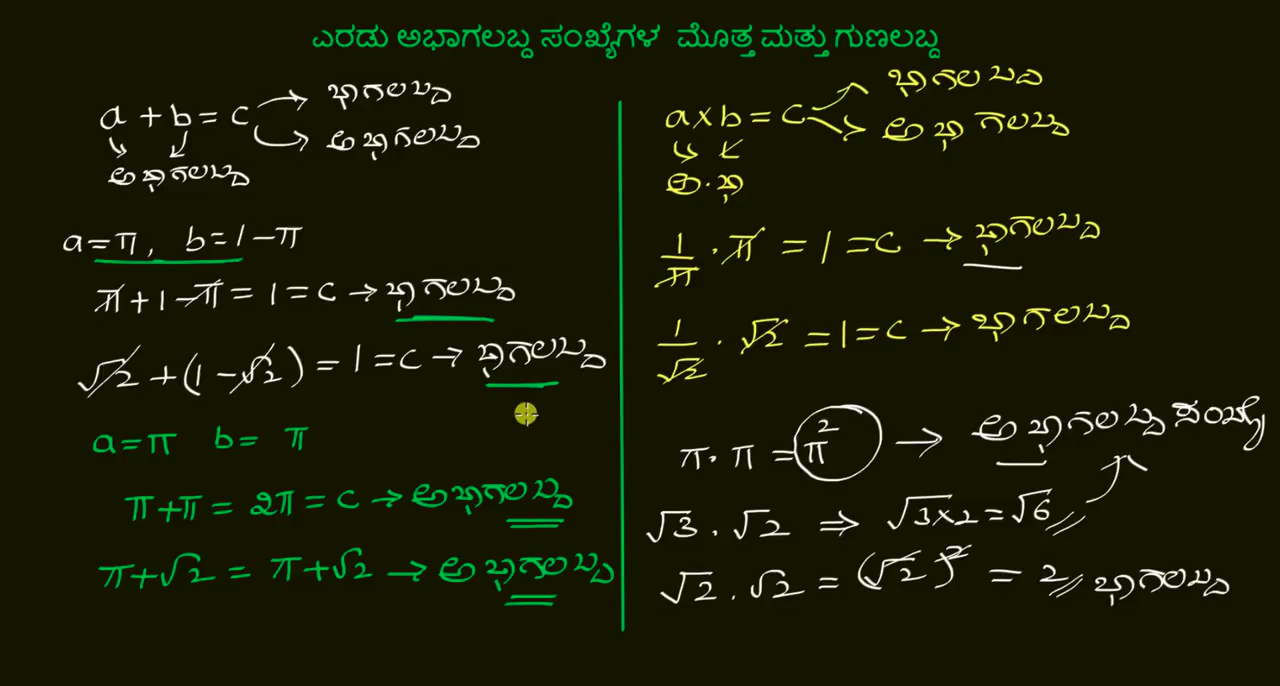 ಎರಡು ಅಭಾಗಲಬ್ದ ಸಂಖ್ಯೆಗಳ ಮೊತ್ತ ಮತ್ತು ಗುಣಲಬ್ದ
a + b = c → ಭಾಗಲಬ್ದ
→ ಅಭಾಗಲಬ್ದ
ಅಭಾಗಲಬ್ದ
a = π, b = 1 − π
π + 1 − π = 1 = c → ಭಾಗಲಬ್ದ
√2 + (1 − √2) = 1 = c → ಭಾಗಲಬ್ದ
a = π b = π
π + π = 2π = c → ಅಭಾಗಲಬ್ದ
π + √2 = π + √2 → ಅಭಾಗಲಬ್ದ
a × b = c → ಭಾಗಲಬ್ದ
→ ಅಭಾಗಲಬ್ದ
ಅ.ಭಾ
1/π · π = 1 = c → ಭಾಗಲಬ್ದ
1/√2 · √2 = 1 = c → ಭಾಗಲಬ್ದ
π · π = π² → ಅಭಾಗಲಬ್ದ ಸಂಖ್ಯೆ
√3 · √2 ⇒ √3×2 = √6
√2 · √2 = (√2)² = 2 ಭಾಗಲಬ್ದ